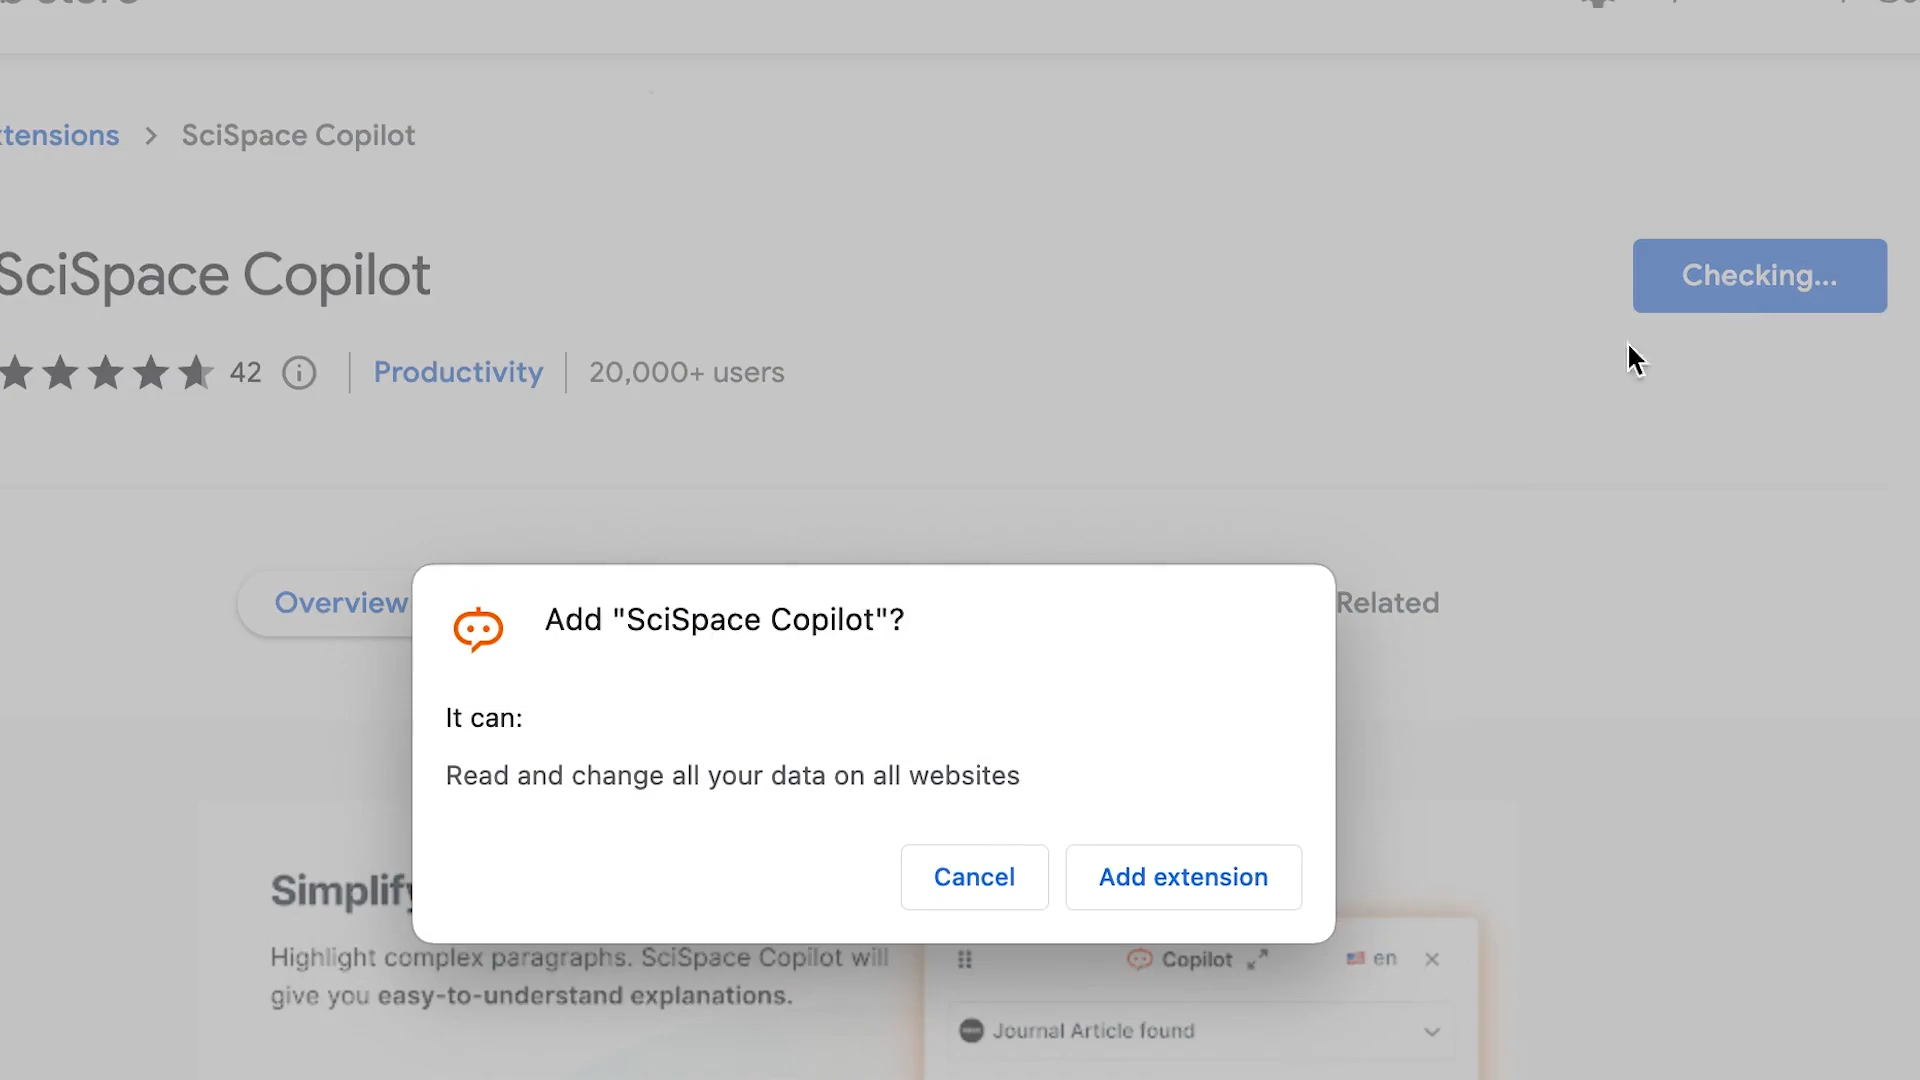 tensions > SciSpace Copilot
SciSpace Copilot
Checking...
42
Productivity
20,000+ users
Overview
Related
Add "SciSpace Copilot"?
It can:
Read and change all your data on all websites
Cancel
Add extension
Simplify
Highlight complex paragraphs. SciSpace Copilot will
give you easy-to-understand explanations.
Copilot
en
Journal Article found